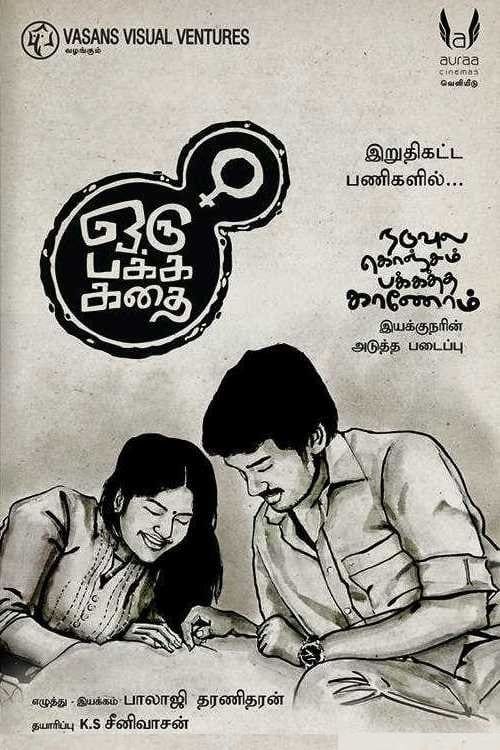 VASANS VISUAL VENTURES
வழங்கும்
auraa
cinemas
வெளியீடு
ஒரு
பக்க
கதை
இறுதிகட்ட
பணிகளில்...
நடுவுல
கொஞ்சம்
பக்கத்த
காணோம்
இயக்குநரின்
அடுத்த படைப்பு
எழுத்து - இயக்கம் பாலாஜி தரணிதரன்
தயாரிப்பு K.S சீனிவாசன்